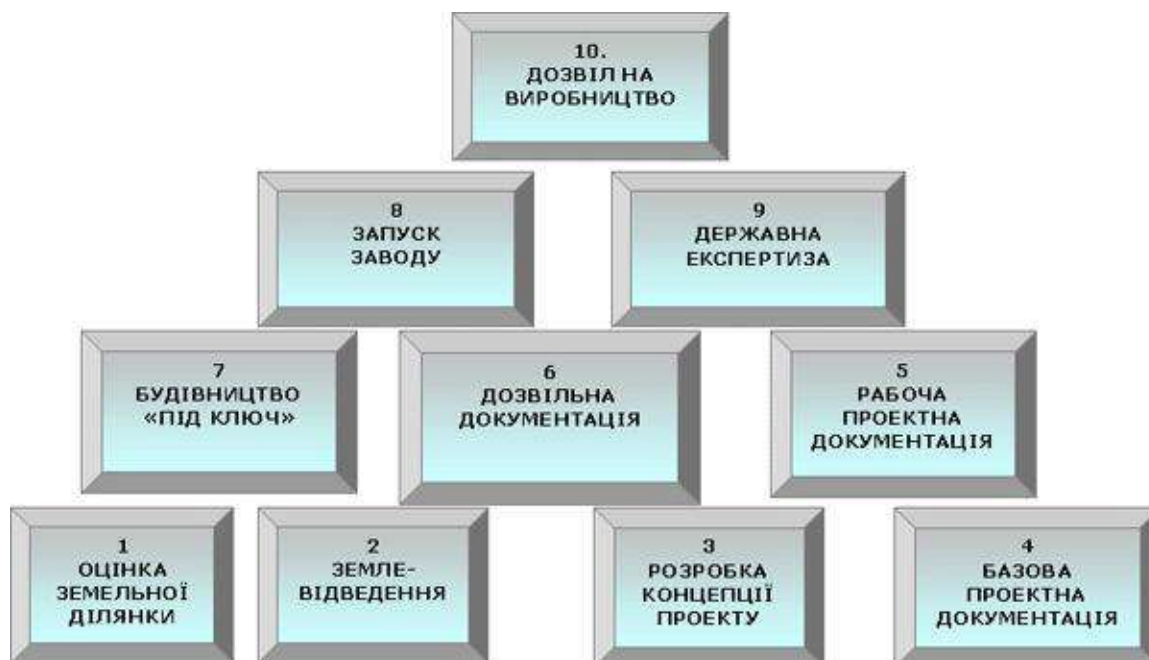 10.
ДОЗВІЛ НА
ВИРОБНИЦТВО
8
ЗАПУСК
ЗАВОДУ
9
ДЕРЖАВНА
ЕКСПЕРТИЗА
7
БУДІВНИЦТВО
«ПІД КЛЮЧ»
6
ДОЗВІЛЬНА
ДОКУМЕНТАЦІЯ
5
РАБОЧА
ПРОЕКТНА
ДОКУМЕНТАЦІЯ
1
ОЦІНКА
ЗЕМЕЛЬНОЇ
ДІЛЯНКИ
2
ЗЕМЛЕ-
ВІДВЕДЕННЯ
3
РОЗРОБКА
КОНЦЕПЦІЇ
ПРОЕКТУ
4
БАЗОВА
ПРОЕКТНА
ДОКУМЕНТАЦІЯ